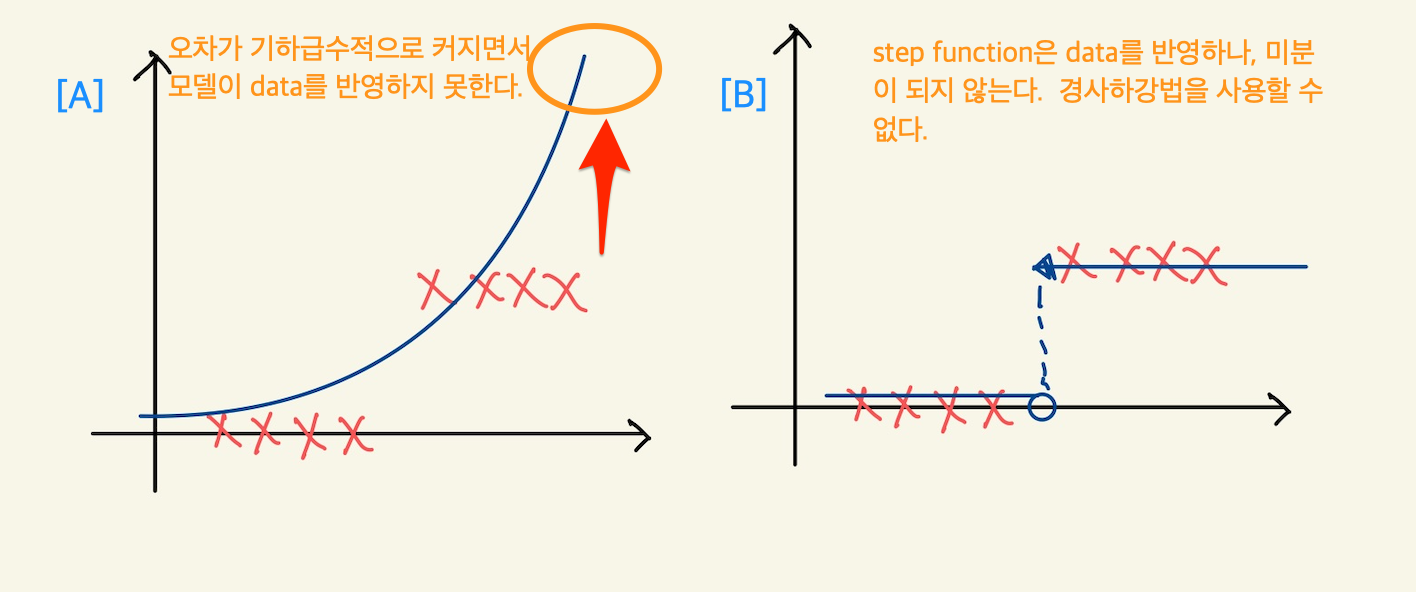 [A]
오차가 기하급수적으로 커지면서
모델이 data를 반영하지 못한다.
[B]
step function은 data를 반영하나, 미분
이 되지 않는다. 경사하강법을 사용할 수
없다.